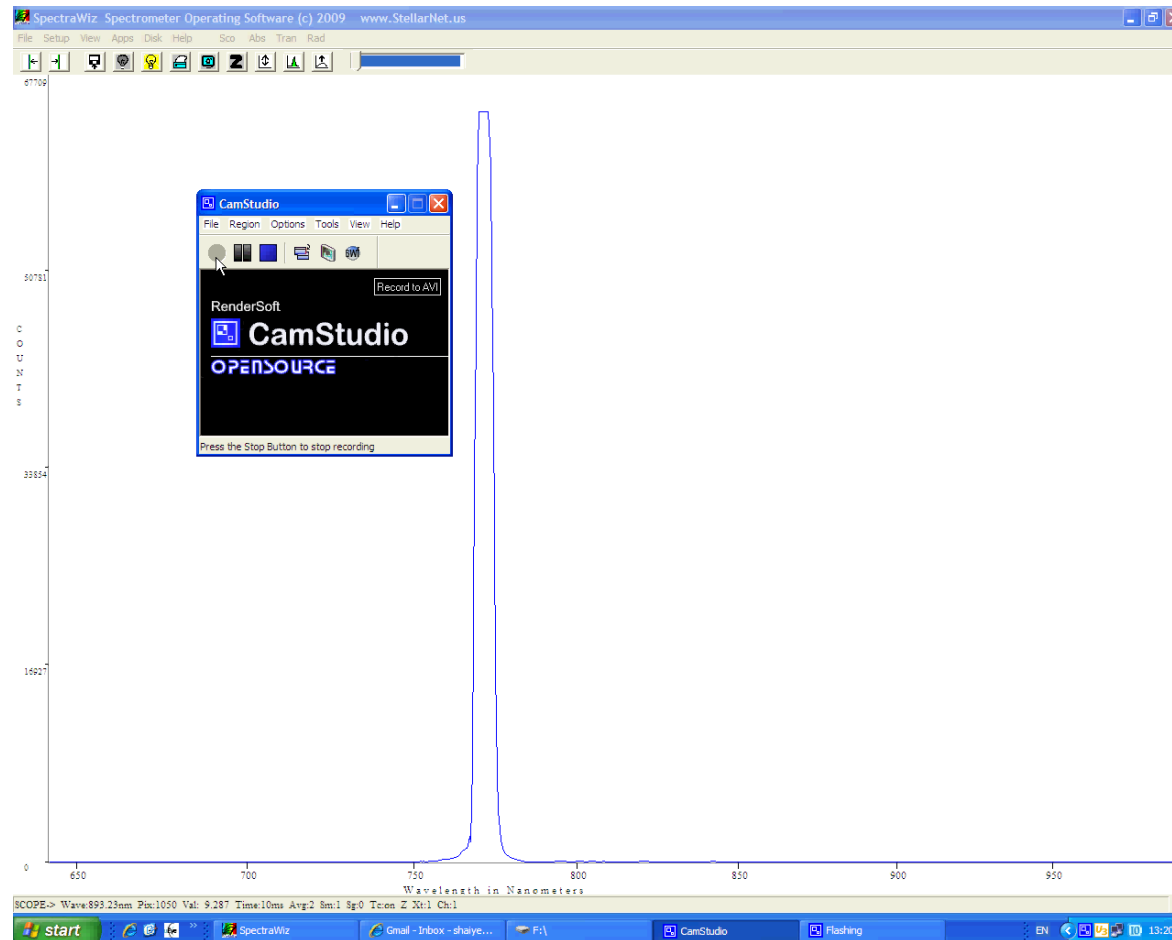 SpectraWiz Spectrometer Operating Software (c) 2009 www.StellarNet.us
File Setup View Apps Disk Help Sco Abs Tran Rad
67709
50781
COUNTS
33854
16927
0
CamStudio
File Region Options Tools View Help
Record to AVI
RenderSoft
CamStudio
OPENSOURCE
Press the Stop Button to stop recording
650 700 750 800 850 900 950
Wavelength in Nanometers
SCOPE-> Wave:893.23nm Pix:1050 Val: 9.287 Time:10ms Avg:2 Sm:1 Sg:0 Tc:on Z Xt:1 Ch:1
start SpectraWiz Gmail - Inbox - shaiye... F:\ CamStudio Flashing EN